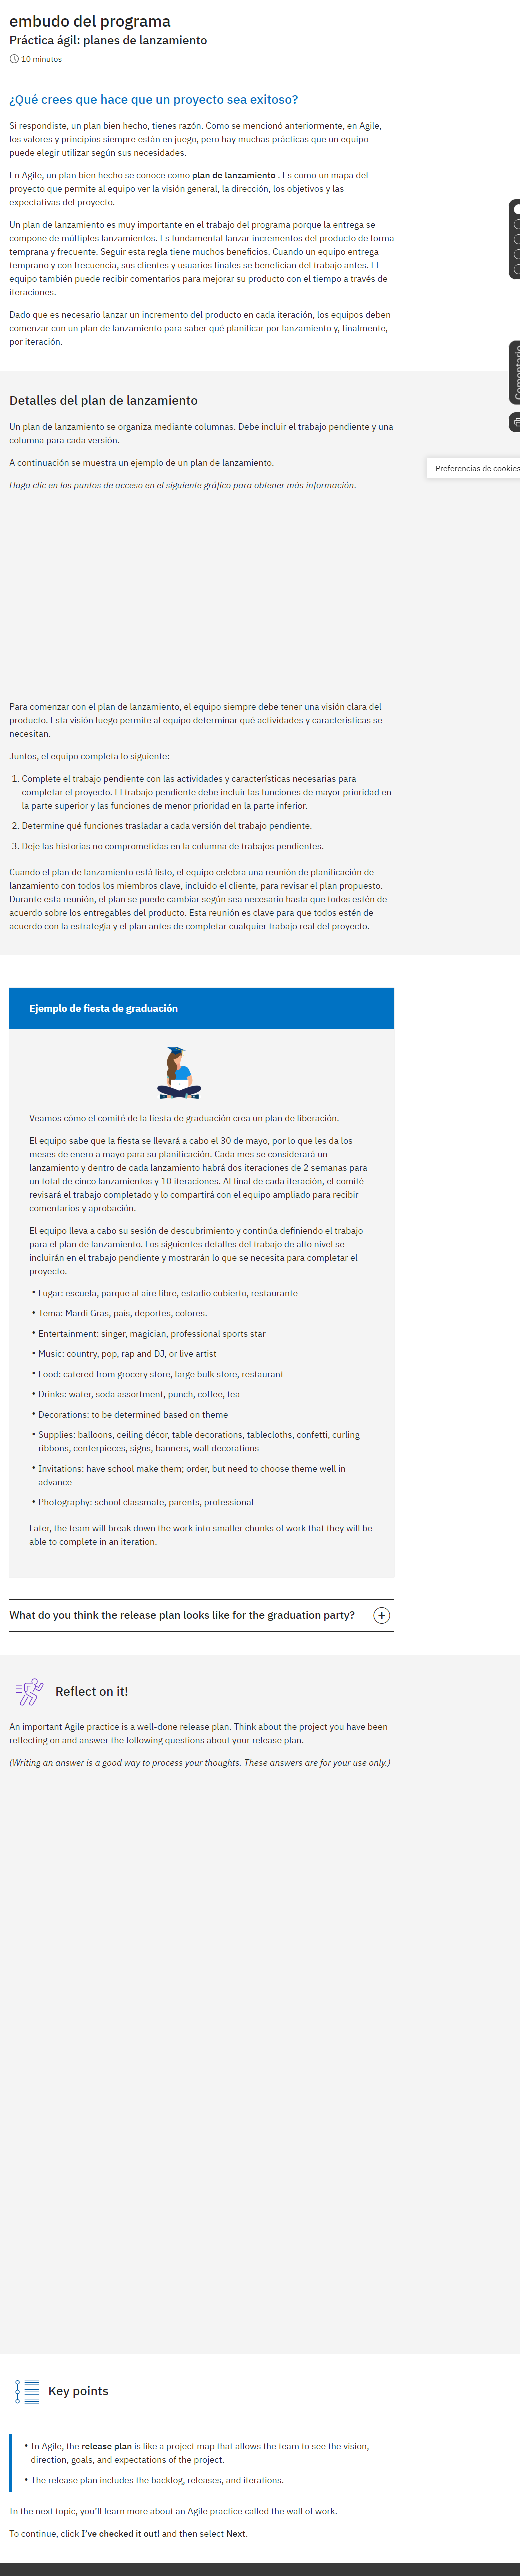 embudo del programa
Práctica ágil: planes de lanzamiento
10 minutos
¿Qué crees que hace que un proyecto sea exitoso?
Si respondiste, un plan bien hecho, tienes razón. Como se mencionó anteriormente, en Agile,
los valores y principios siempre están en juego, pero hay muchas prácticas que un equipo
puede elegir utilizar según sus necesidades.
En Agile, un plan bien hecho se conoce como plan de lanzamiento . Es como un mapa del
proyecto que permite al equipo ver la visión general, la dirección, los objetivos y las
expectativas del proyecto.
Un plan de lanzamiento es muy importante en el trabajo del programa porque la entrega se
compone de múltiples lanzamientos. Es fundamental lanzar incrementos del producto de forma
temprana y frecuente. Seguir esta regla tiene muchos beneficios. Cuando un equipo entrega
temprano y con frecuencia, sus clientes y usuarios finales se benefician del trabajo antes. El
equipo también puede recibir comentarios para mejorar su producto con el tiempo a través de
iteraciones.
Dado que es necesario lanzar un incremento del producto en cada iteración, los equipos deben
comenzar con un plan de lanzamiento para saber qué planificar por lanzamiento y, finalmente,
por iteración.
Comentario
Detalles del plan de lanzamiento
Un plan de lanzamiento se organiza mediante columnas. Debe incluir el trabajo pendiente y una
columna para cada versión.
A continuación se muestra un ejemplo de un plan de lanzamiento.
Preferencias de cookies
Haga clic en los puntos de acceso en el siguiente gráfico para obtener más información.
Para comenzar con el plan de lanzamiento, el equipo siempre debe tener una visión clara del
producto. Esta visión luego permite al equipo determinar qué actividades y características se
necesitan.
Juntos, el equipo completa lo siguiente:
1. Complete el trabajo pendiente con las actividades y características necesarias para
completar el proyecto. El trabajo pendiente debe incluir las funciones de mayor prioridad en
la parte superior y las funciones de menor prioridad en la parte inferior.
2. Determine qué funciones trasladar a cada versión del trabajo pendiente.
3. Deje las historias no comprometidas en la columna de trabajos pendientes.
Cuando el plan de lanzamiento está listo, el equipo celebra una reunión de planificación de
lanzamiento con todos los miembros clave, incluido el cliente, para revisar el plan propuesto.
Durante esta reunión, el plan se puede cambiar según sea necesario hasta que todos estén de
acuerdo sobre los entregables del producto. Esta reunión es clave para que todos estén de
acuerdo con la estrategia y el plan antes de completar cualquier trabajo real del proyecto.
Ejemplo de fiesta de graduación
Veamos cómo el comité de la fiesta de graduación crea un plan de liberación.
El equipo sabe que la fiesta se llevará a cabo el 30 de mayo, por lo que les da los
meses de enero a mayo para su planificación. Cada mes se considerará un
lanzamiento y dentro de cada lanzamiento habrá dos iteraciones de 2 semanas para
un total de cinco lanzamientos y 10 iteraciones. Al final de cada iteración, el comité
revisará el trabajo completado y lo compartirá con el equipo ampliado para recibir
comentarios y aprobación.
El equipo lleva a cabo su sesión de descubrimiento y continúa definiendo el trabajo
para el plan de lanzamiento. Los siguientes detalles del trabajo de alto nivel se
incluirán en el trabajo pendiente y mostrarán lo que se necesita para completar el
proyecto.
• Lugar: escuela, parque al aire libre, estadio cubierto, restaurante
• Tema: Mardi Gras, país, deportes, colores.
• Entertainment: singer, magician, professional sports star
• Music: country, pop, rap and DJ, or live artist
• Food: catered from grocery store, large bulk store, restaurant
• Drinks: water, soda assortment, punch, coffee, tea
• Decorations: to be determined based on theme
• Supplies: balloons, ceiling décor, table decorations, tablecloths, confetti, curling
ribbons, centerpieces, signs, banners, wall decorations
• Invitations: have school make them; order, but need to choose theme well in
advance
• Photography: school classmate, parents, professional
Later, the team will break down the work into smaller chunks of work that they will be
able to complete in an iteration.
What do you think the release plan looks like for the graduation party?
Reflect on it!
An important Agile practice is a well-done release plan. Think about the project you have been
reflecting on and answer the following questions about your release plan.
(Writing an answer is a good way to process your thoughts. These answers are for your use only.)
Key points
• In Agile, the release plan is like a project map that allows the team to see the vision,
direction, goals, and expectations of the project.
• The release plan includes the backlog, releases, and iterations.
In the next topic, you'll learn more about an Agile practice called the wall of work.
To continue, click I've checked it out! and then select Next.